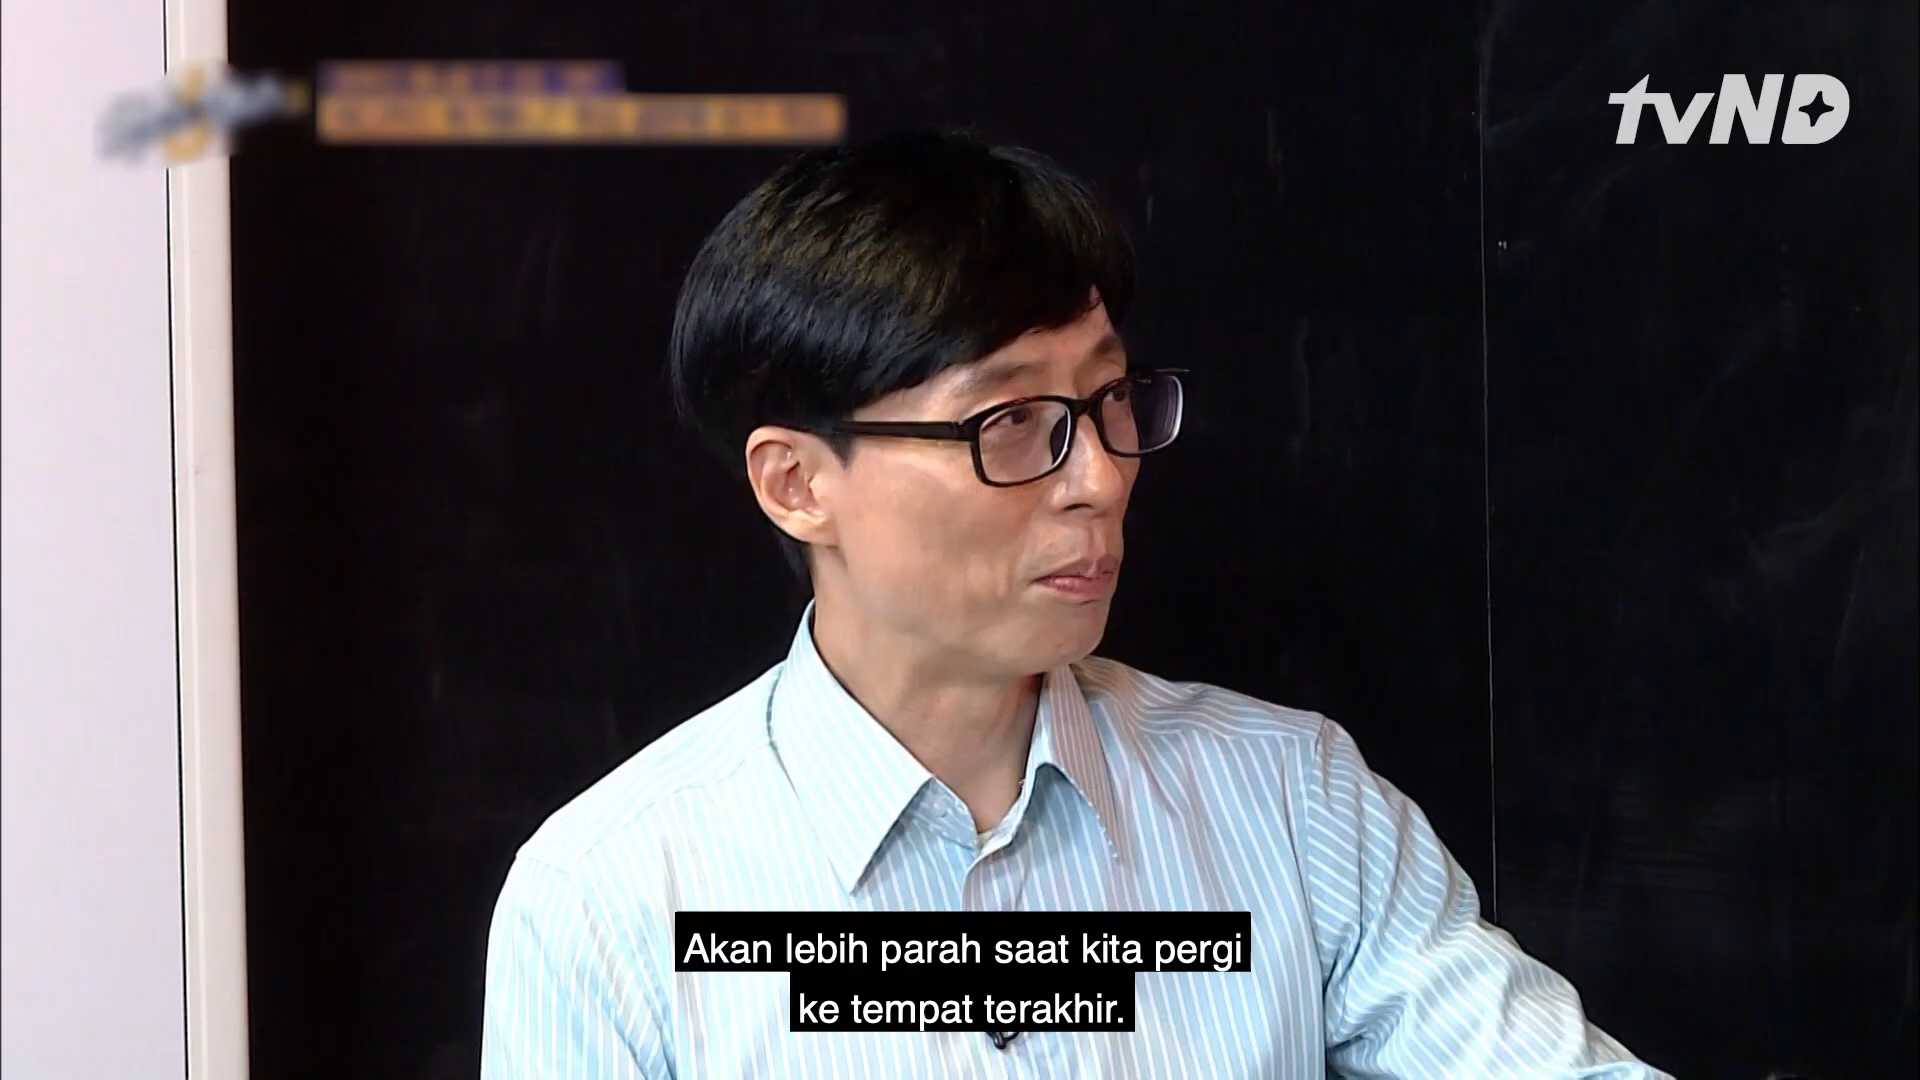 tvND
Akan lebih parah saat kita pergi
ke tempat terakhir.